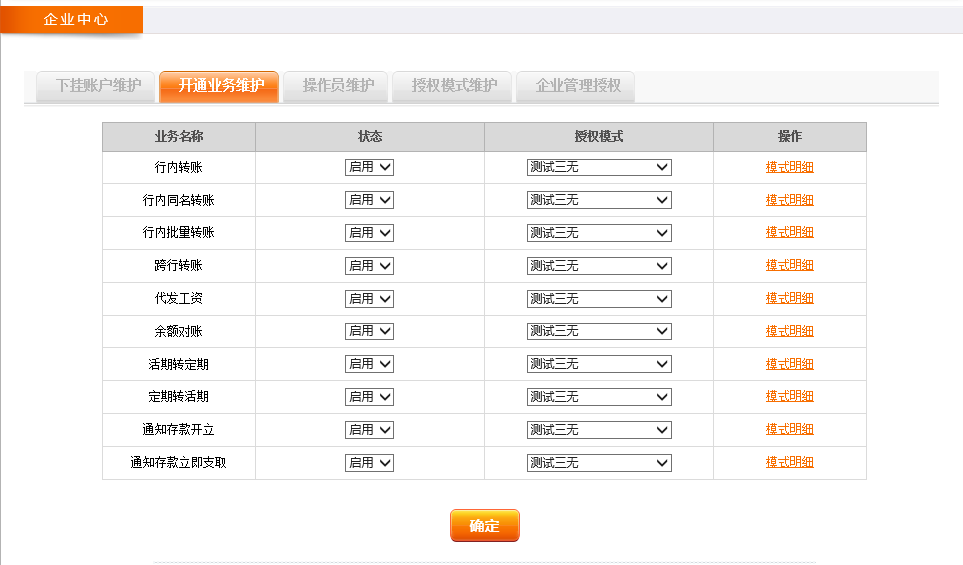 企业中心
下挂账户维护 开通业务维护 操作员维护 授权模式维护 企业管理授权
业务名称 状态 授权模式 操作
行内转账 启用 测试三无 模式明细
行内同名转账 启用 测试三无 模式明细
行内批量转账 启用 测试三无 模式明细
跨行转账 启用 测试三无 模式明细
代发工资 启用 测试三无 模式明细
余额对账 启用 测试三无 模式明细
活期转定期 启用 测试三无 模式明细
定期转活期 启用 测试三无 模式明细
通知存款开立 启用 测试三无 模式明细
通知存款立即支取 启用 测试三无 模式明细
确定